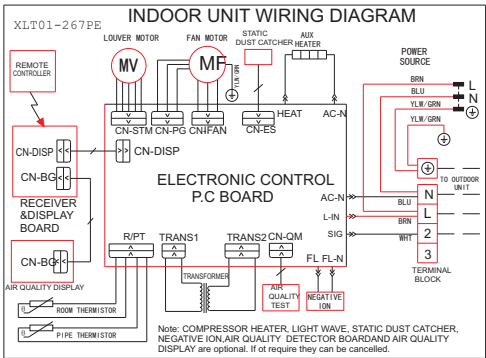 XLT01-267PE
INDOOR UNIT WIRING DIAGRAM
LOUVER MOTOR
FAN MOTOR
STATIC
DUST CATCHER
AUX
HEATER
POWER
SOURCE
REMOTE
CONTROLLER
MV
MF
YLW/GRN
BRN
L
BLU
N
YLW/GRN
YLW/GRN
HEAT
AC-N
CN-STM
CN-PG
CN-FAN
CN-ES
CN-DISP
CN-DISP
CN-BG
RECEIVER
&DISPLAY
BOARD
ELECTRONIC CONTROL
P.C BOARD
TO OUTDOOR
UNIT
AC-N
N
BLU
L-IN
L
BRN
SIG
WHT
2
3
TERMINAL
BLOCK
R/PT
TRANS1
TRANS2
CN-QM
FL
FL-N
CN-BG
AIR QUALITY DISPLAY
TRANSFORMER
AIR
QUALITY
TEST
NEGATIVE
ION
ROOM THERMISTOR
PIPE THERMISTOR
Note: COMPRESSOR HEATER, LIGHT WAVE, STATIC DUST CATCHER,
NEGATIVE ION,AIR QUALITY DETECTOR BOARDAND AIR QUALITY
DISPLAY are optional. If ot require they can be cancelled.